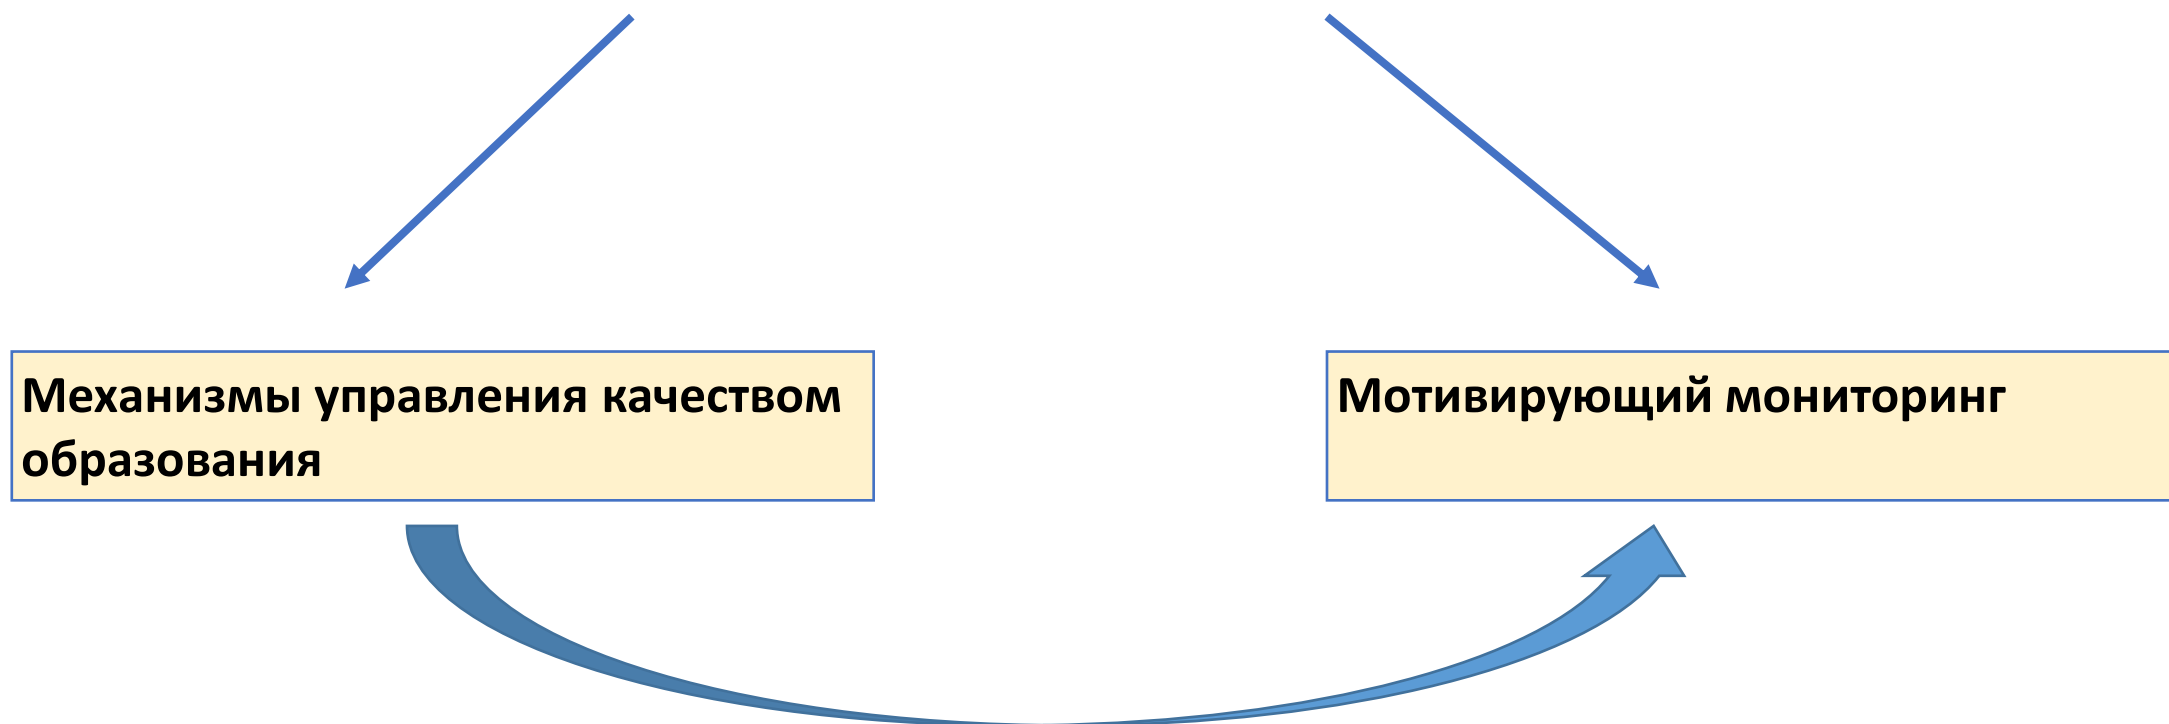 Механизмы управления качеством
образования
Мотивирующий мониторинг